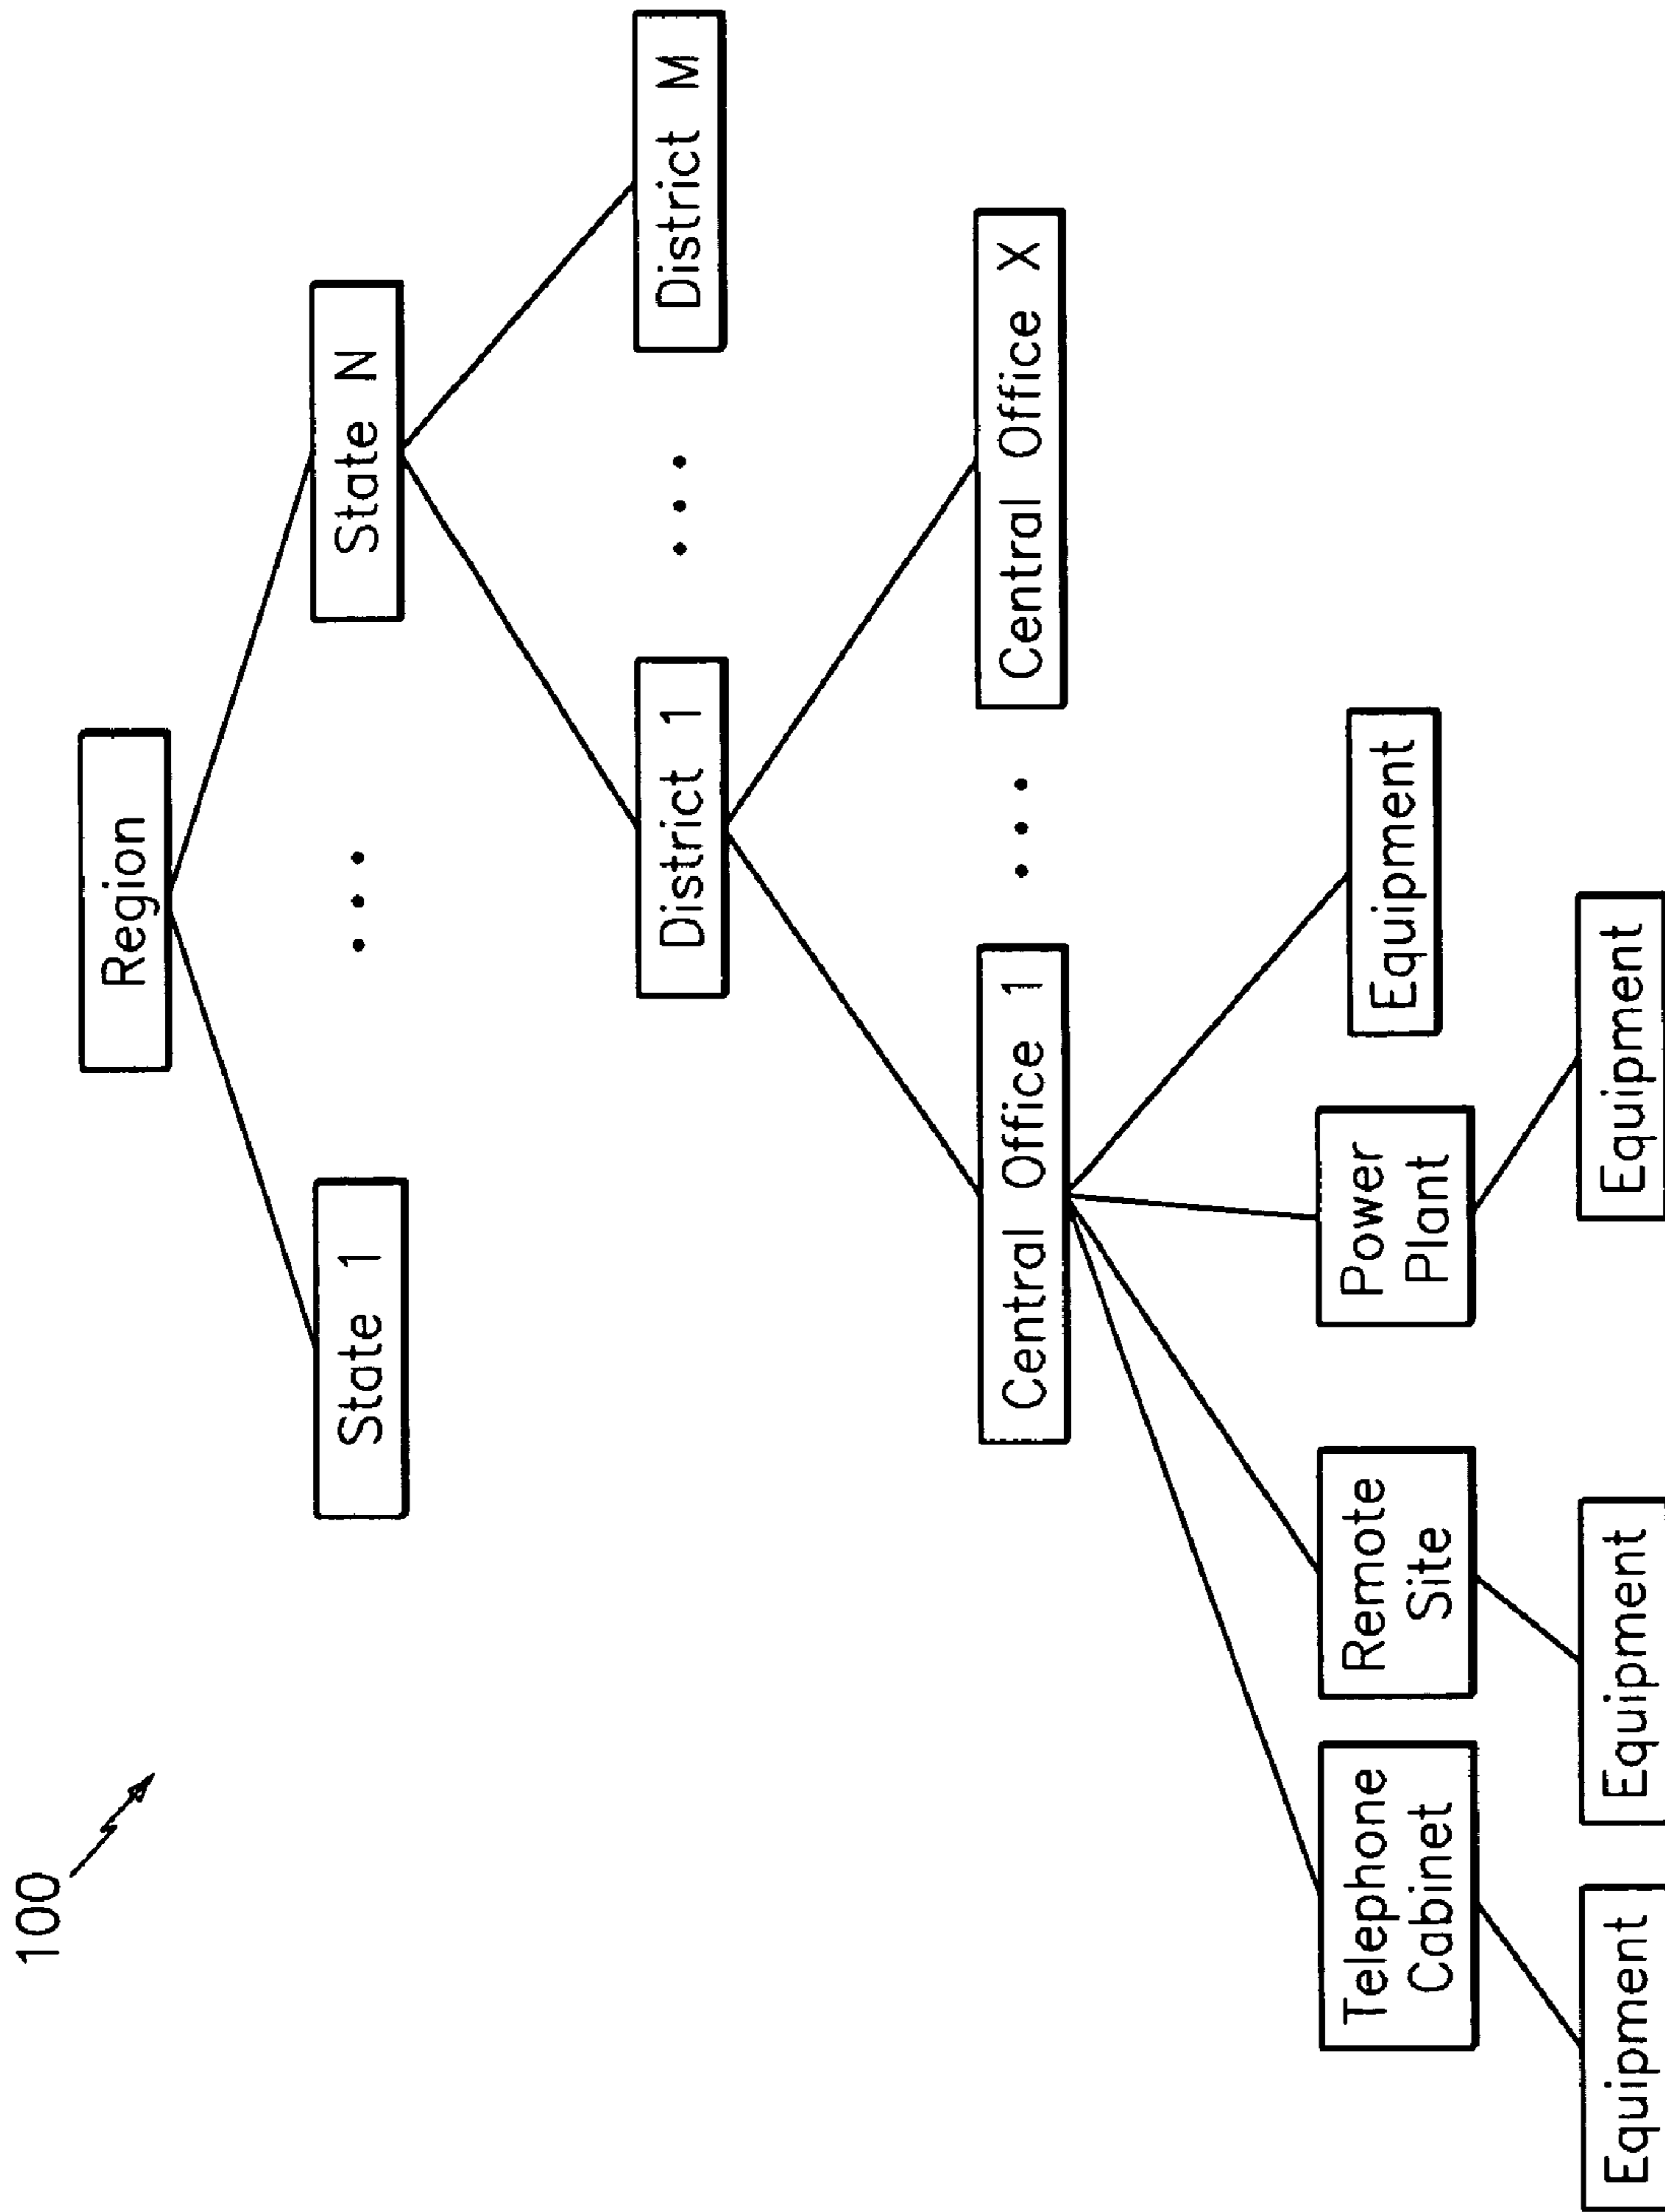 100
Region
State 1
• • •
State N
District 1
• • •
District M
Central Office 1
• • •
Central Office X
Telephone
Cabinet
Remote
Site
Power
Plant
Equipment
Equipment
Equipment
Equipment